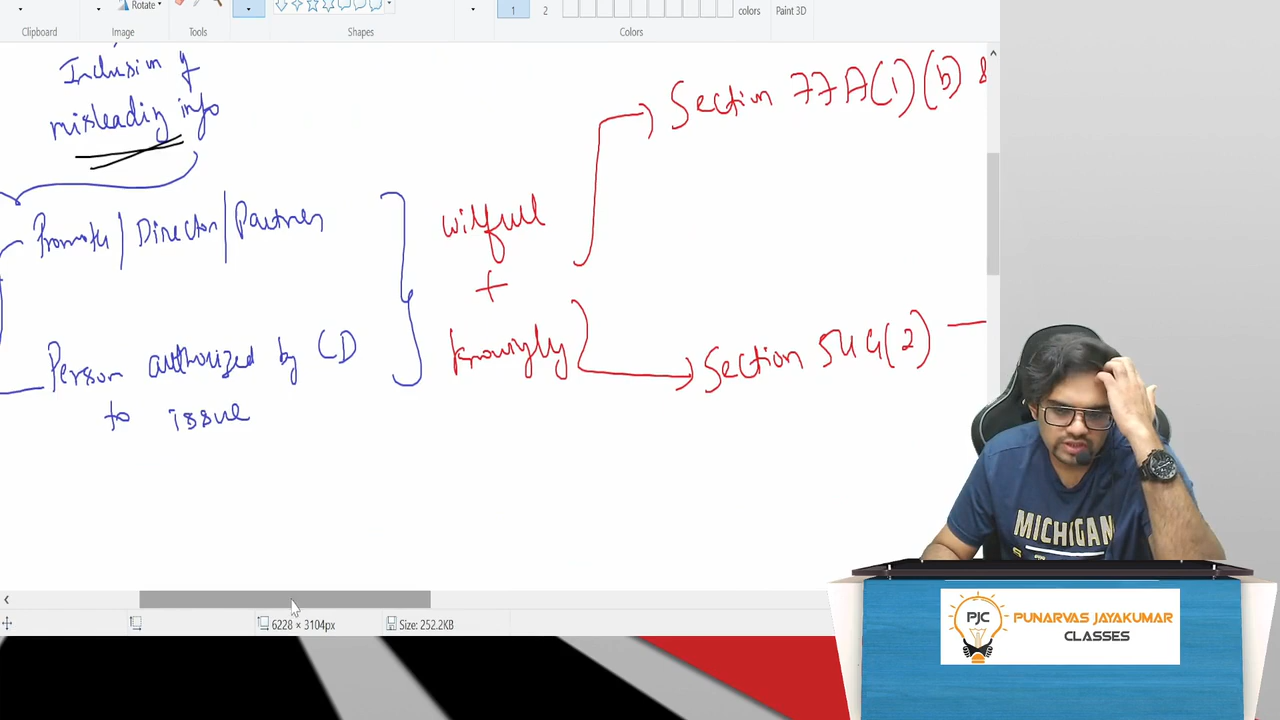 Rotate
1
2
colors
Paint 3D
Clipboard
Image
Tools
Shapes
Colors
Inclusion of
misleading info
Section 77A(1)(b) &
Promoter/Director/Partner
wilfull
+
knowingly
Section 54G(2)
Person authorized by CD
to issue
MICHIGAN
6228 × 3104px
Size: 252.2KB
PJC
PUNARVAS JAYAKUMAR
CLASSES